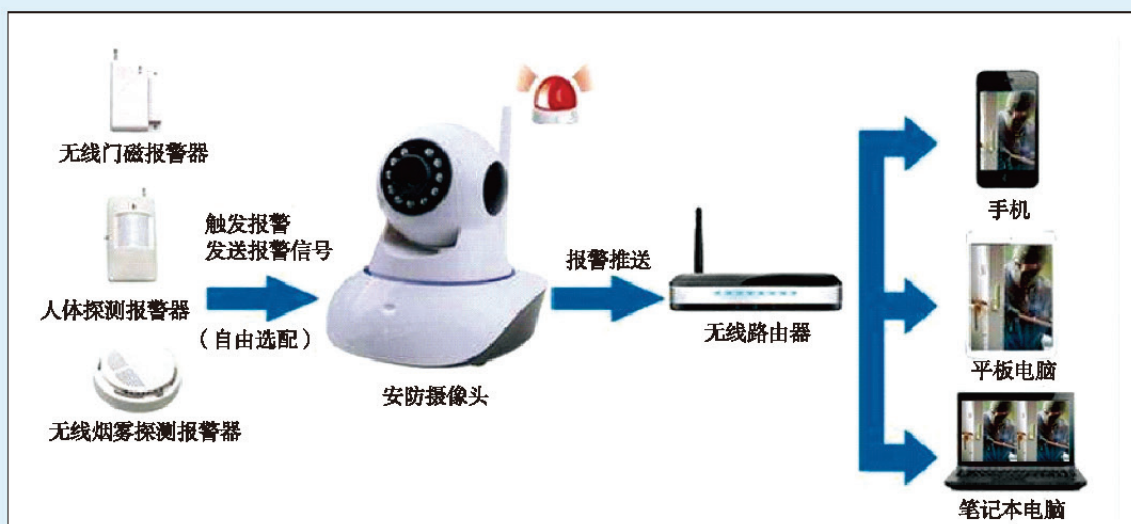 无线门磁报警器
人体探测报警器
无线烟雾探测报警器
触发报警
发送报警信号
（自由选配）
安防摄像头
报警推送
无线路由器
手机
平板电脑
笔记本电脑